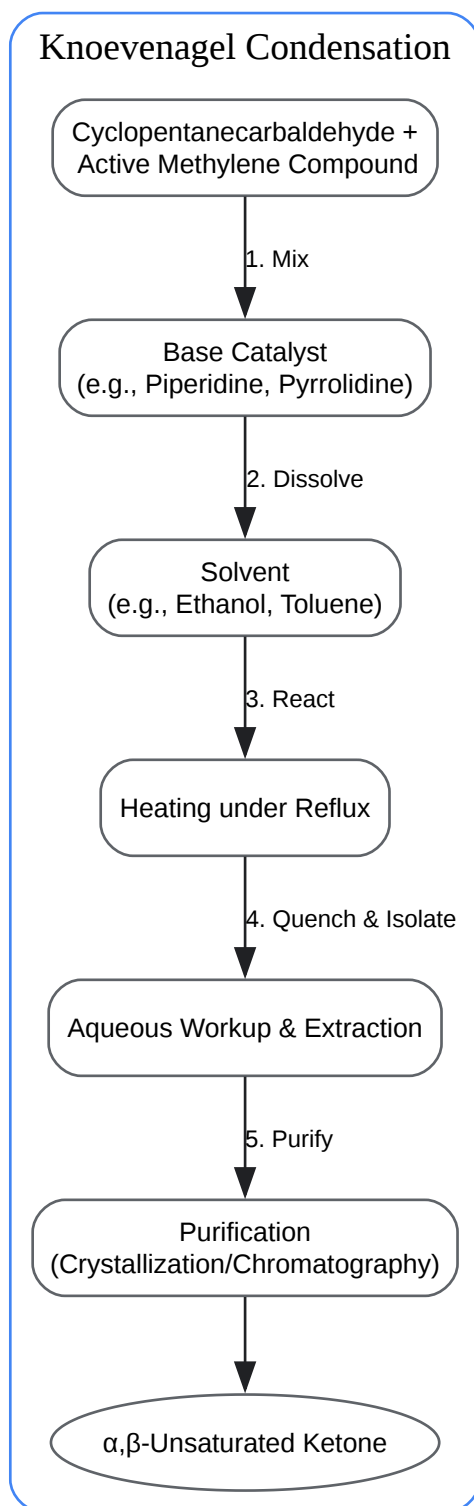 Knoevenagel Condensation
Cyclopentanecarbaldehyde +
Active Methylene Compound
1. Mix
Base Catalyst
(e.g., Piperidine, Pyrrolidine)
2. Dissolve
Solvent
(e.g., Ethanol, Toluene)
3. React
Heating under Reflux
4. Quench & Isolate
Aqueous Workup & Extraction
5. Purify
Purification
(Crystallization/Chromatography)
α,β-Unsaturated Ketone